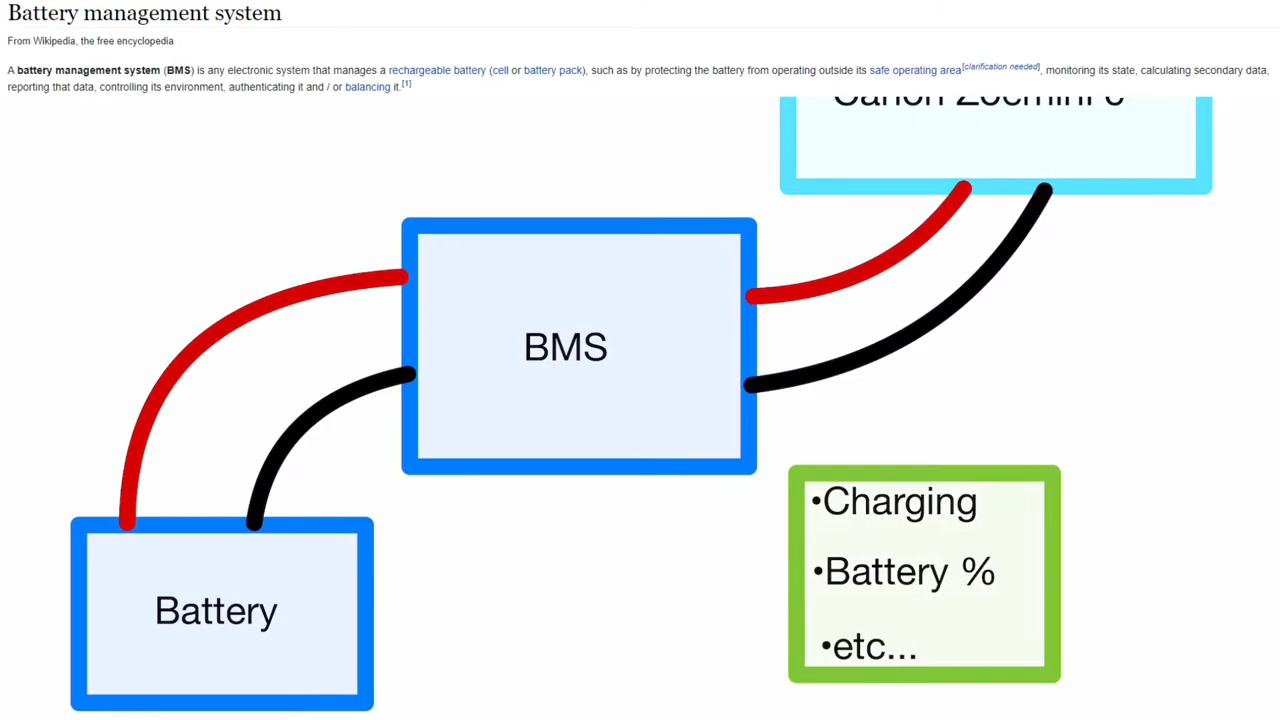 Battery management system
From Wikipedia, the free encyclopedia
A battery management system (BMS) is any electronic system that manages a rechargeable battery (cell or battery pack), such as by protecting the battery from operating outside its safe operating area[clarification needed], monitoring its state, calculating secondary data,
reporting that data, controlling its environment, authenticating it and / or balancing it.[1]
Canon Zoemini
BMS
•Charging
•Battery %
Battery
•etc...